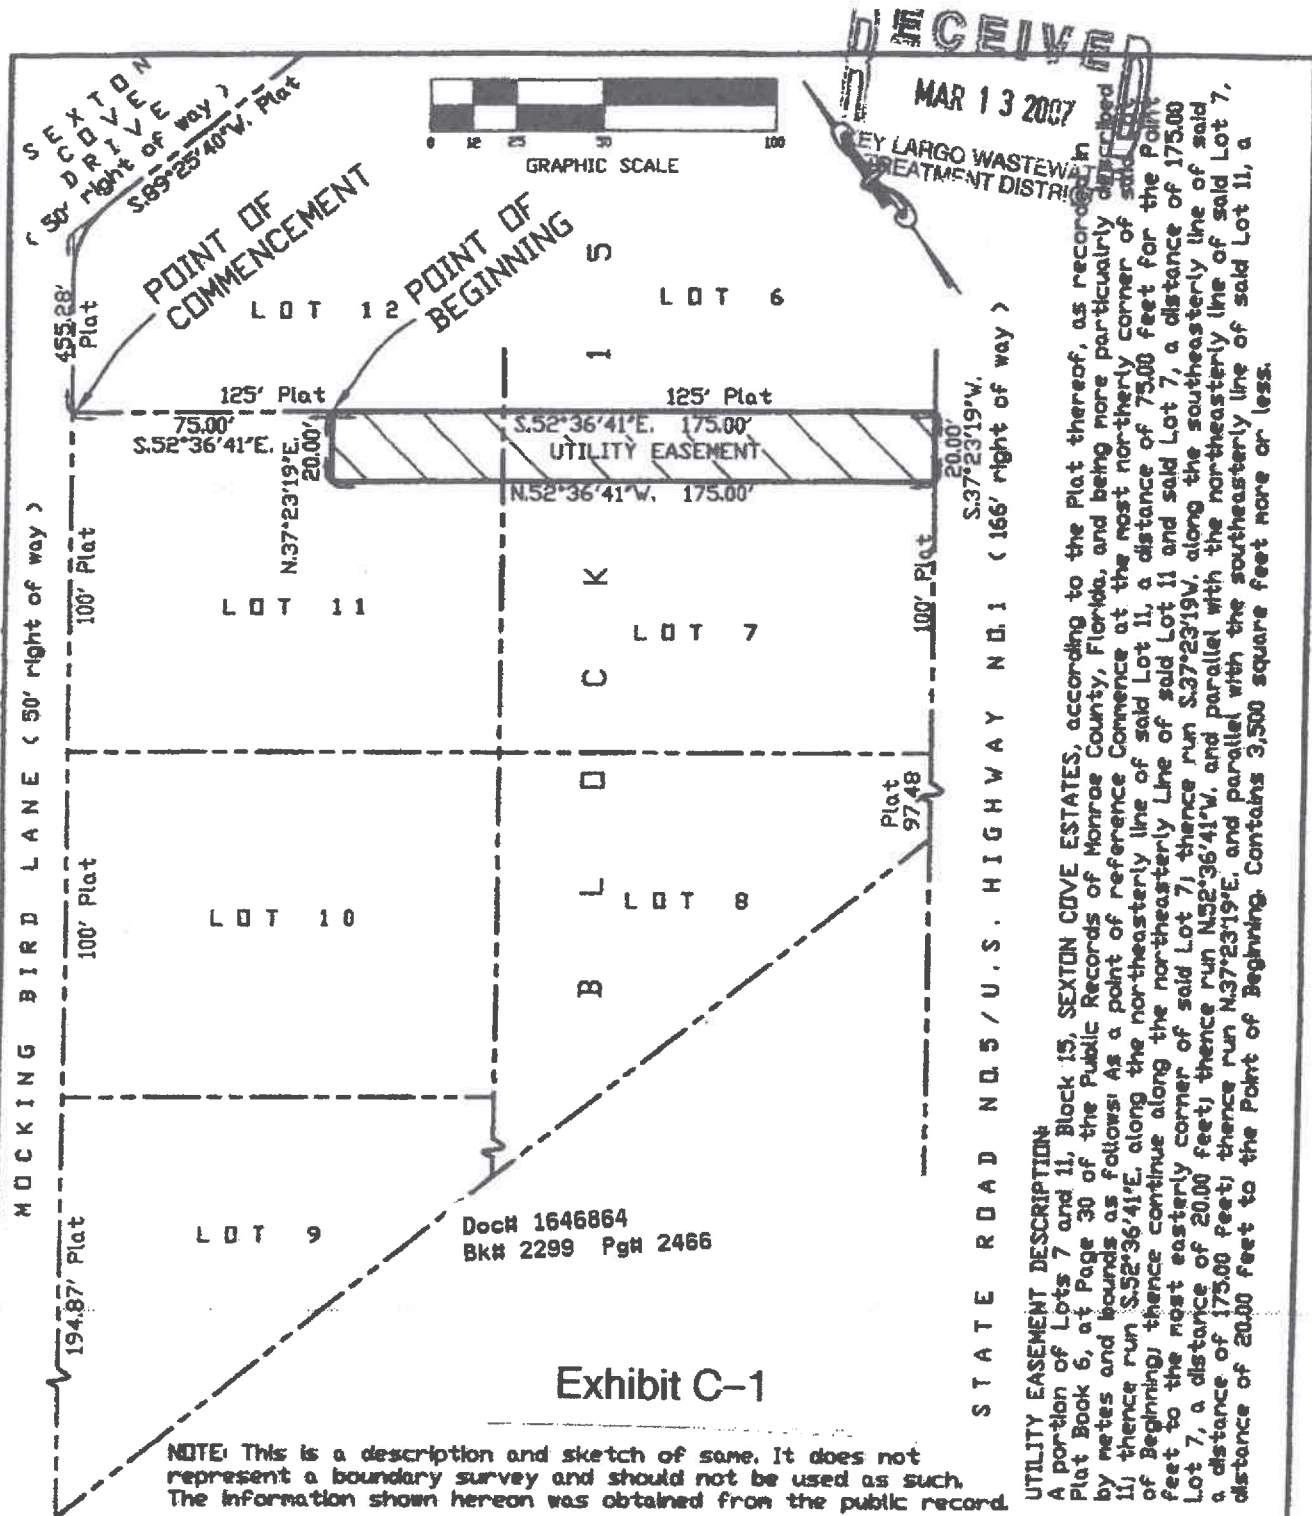 RECEIVED
MAR 13 2007
KEY LARGO WASTEWATER
TREATMENT DISTRICT
SEXTON
COVE
DRIVE
( 50' right of way )
S.89°25'40"W. Plat
0 12 25 50 100
GRAPHIC SCALE
POINT OF
COMMENCEMENT
POINT OF
BEGINNING
455.28'
Plat
LOT 12
LOT 6
125' Plat
125' Plat
75.00'
S.52°36'41"E.
S.52°36'41"E. 175.00'
UTILITY EASEMENT
N.52°36'41"W. 175.00'
N.37°23'19"E.
20.00'
20.00'
S.37°23'19"W.
100' Plat
100' Plat
LOT 11
LOT 7
BLOCK 15
MOCKING BIRD LANE ( 50' right of way )
STATE ROAD NO.5/U.S. HIGHWAY NO.1 ( 166' right of way )
Plat
97.48
100' Plat
LOT 10
LOT 8
LOT 9
194.87' Plat
Doc# 1646864
Bk# 2299 Pg# 2466
Exhibit C-1
NOTE: This is a description and sketch of same. It does not
represent a boundary survey and should not be used as such.
The information shown hereon was obtained from the public record.
UTILITY EASEMENT DESCRIPTION:
A portion of Lots 7 and 11, Block 15, SEXTON COVE ESTATES, according to the Plat thereof, as recorded in
Plat Book 6, at Page 30 of the Public Records of Monroe County, Florida, and being more particualrly described
by metes and bounds as follows: As a point of reference Commence at the most northerly corner of said Lot
11; thence run S.52°36'41"E. along the northeasterly line of said Lot 11, a distance of 75.00 feet for the Point
of Beginning; thence continue along the northeasterly Line of said Lot 11 and said Lot 7, a distance of 175.00
feet to the most easterly corner of said Lot 7; thence run S.37°23'19"W. along the southeasterly line of said
Lot 7, a distance of 20.00 feet; thence run N.52°36'41"W. and parallel with the northeasterly line of said Lot 7,
a distance of 175.00 feet; thence run N.37°23'19"E. and parallel with the southeasterly line of said Lot 11, a
distance of 20.00 feet to the Point of Beginning. Contains 3,500 square feet more or less.